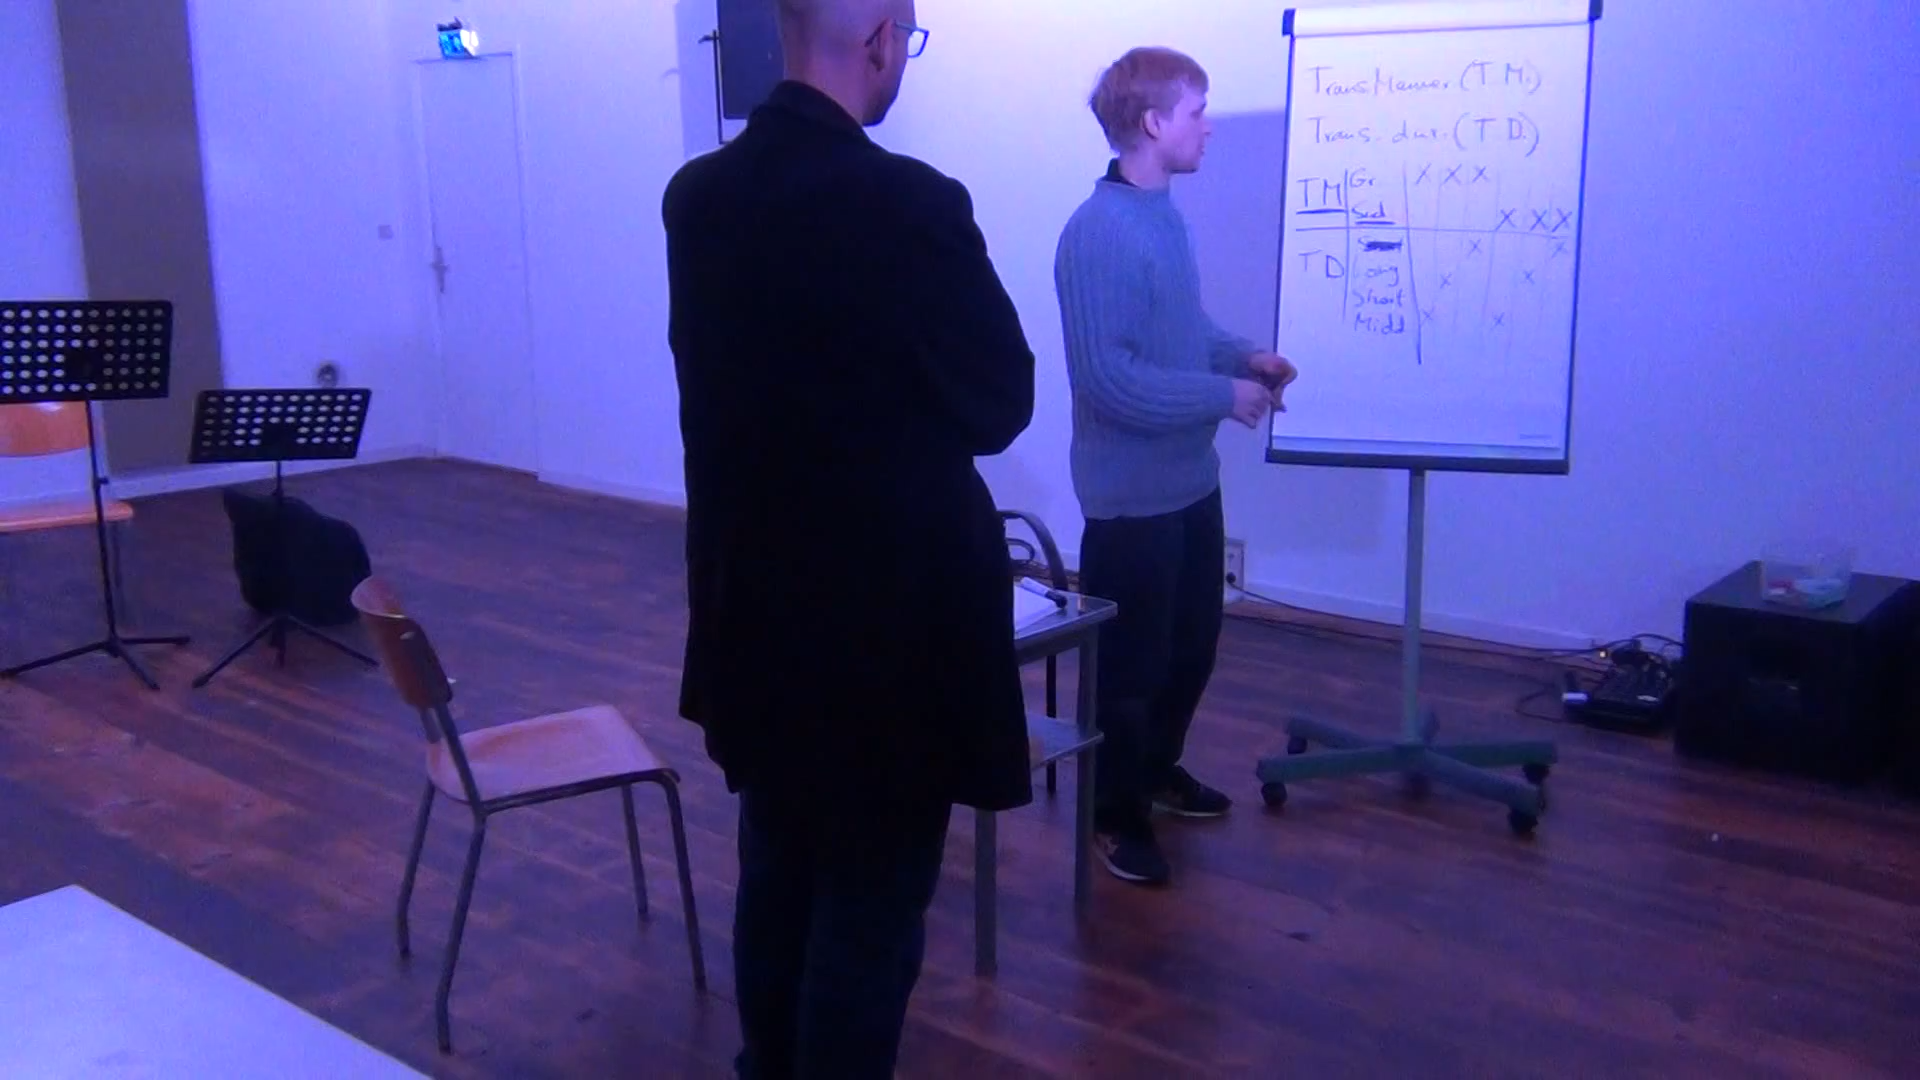 Trans. Manner (T M.)
Trans. dur. (T D.)
TM Gr X X X
Sud X X X
X X
TD Long X X
Short
Midd X X